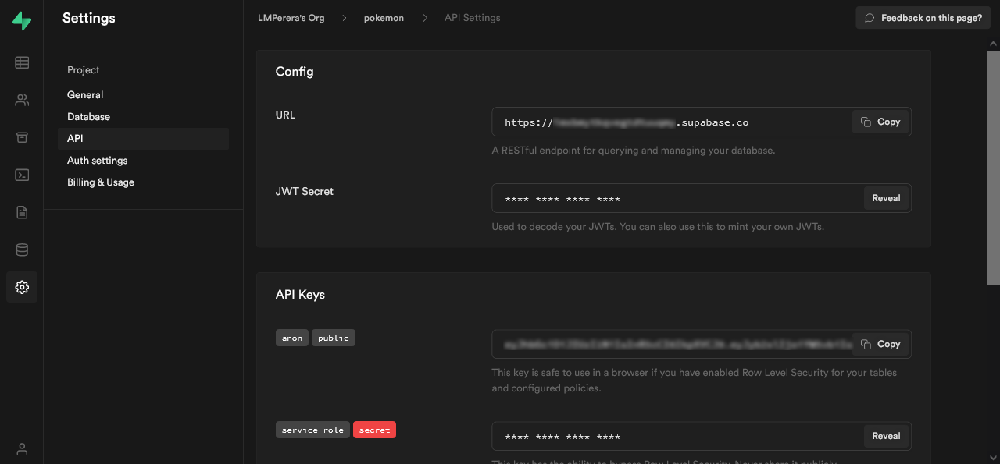 Settings
LMPerera's Org > pokemon > API Settings
Feedback on this page?
Project
General
Database
API
Auth settings
Billing & Usage
Config
URL
https:// .supabase.co
Copy
A RESTful endpoint for querying and managing your database.
JWT Secret
**** **** **** ****
Reveal
Used to decode your JWTs. You can also use this to mint your own JWTs.
API Keys
anon public
Copy
This key is safe to use in a browser if you have enabled Row Level Security for your tables
and configured policies.
service_role secret
**** **** **** ****
Reveal
This key has the ability to bypass Row Level Security. Never share it publicly.